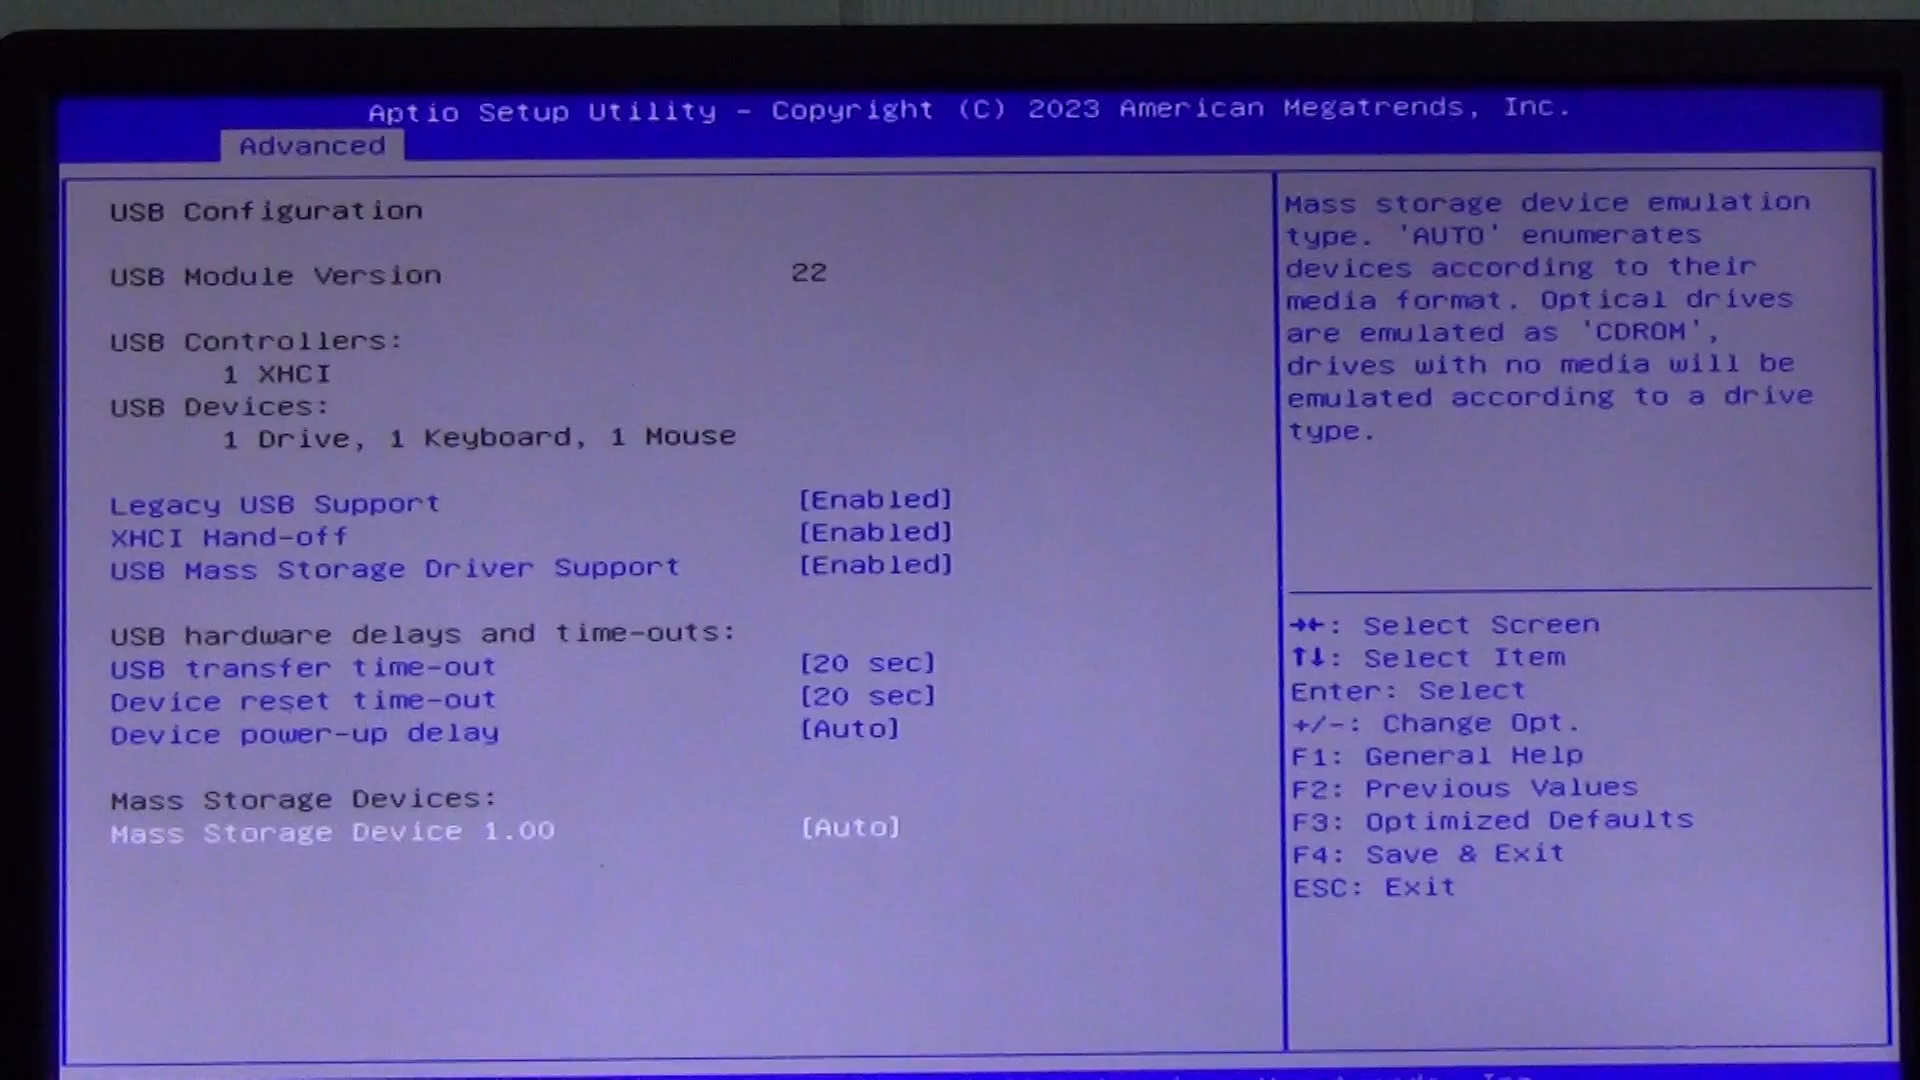 Aptio Setup Utility - Copyright (C) 2023 American Megatrends, Inc.
Advanced
USB Configuration
USB Module Version 22
USB Controllers:
1 XHCI
USB Devices:
1 Drive, 1 Keyboard, 1 Mouse
Legacy USB Support [Enabled]
XHCI Hand-off [Enabled]
USB Mass Storage Driver Support [Enabled]
USB hardware delays and time-outs:
USB transfer time-out [20 sec]
Device reset time-out [20 sec]
Device power-up delay [Auto]
Mass Storage Devices:
Mass Storage Device 1.00 [Auto]
Mass storage device emulation
type. 'AUTO' enumerates
devices according to their
media format. Optical drives
are emulated as 'CDROM',
drives with no media will be
emulated according to a drive
type.
→←: Select Screen
↑↓: Select Item
Enter: Select
+/-: Change Opt.
F1: General Help
F2: Previous Values
F3: Optimized Defaults
F4: Save & Exit
ESC: Exit